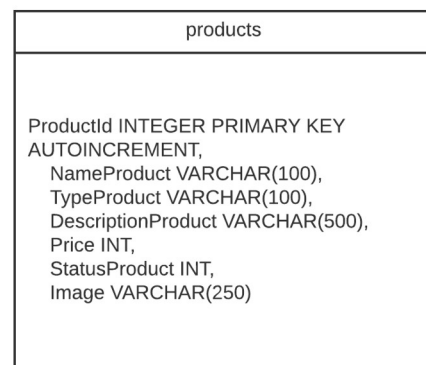 products
ProductId INTEGER PRIMARY KEY
AUTOINCREMENT,
NameProduct VARCHAR(100),
TypeProduct VARCHAR(100),
DescriptionProduct VARCHAR(500),
Price INT,
StatusProduct INT,
Image VARCHAR(250)